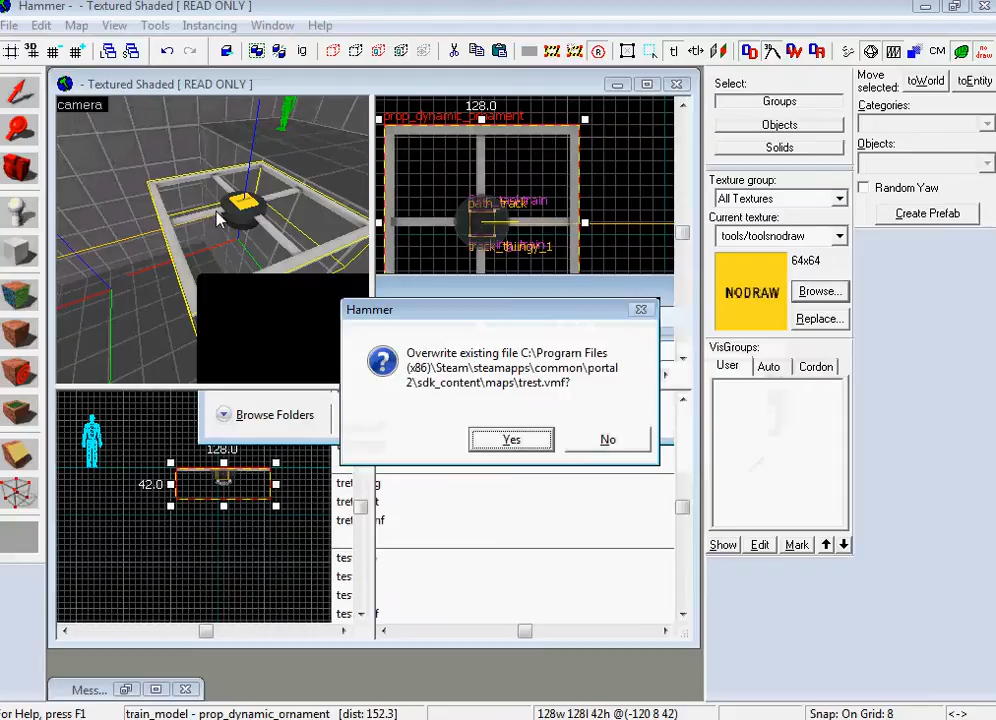 Hammer - - Textured Shaded [ READ ONLY ]
File Edit Map View Tools Instancing Window Help
ig CM
- Textured Shaded [ READ ONLY ]
camera
128.0
prop_dynamic_ornament
path_track
track_thingy_1
Select:
Groups
Objects
Solids
Texture group:
All Textures
Current texture:
tools/toolsnodraw
NODRAW
64x64
Browse...
Replace...
VisGroups:
User Auto Cordon
Show Edit Mark
Move selected:
toWorld toEntity
Categories:
Objects:
Random Yaw
Create Prefab
Hammer
Overwrite existing file C:\Program Files
(x86)\Steam\steamapps\common\portal
2\sdk_content\maps\trest.vmf?
Yes No
Browse Folders
128.0
42.0
Mess...
For Help, press F1
train_model - prop_dynamic_ornament [dist: 152.3]
128w 128l 42h @(-120 8 42)
Snap: On Grid: 8
<->